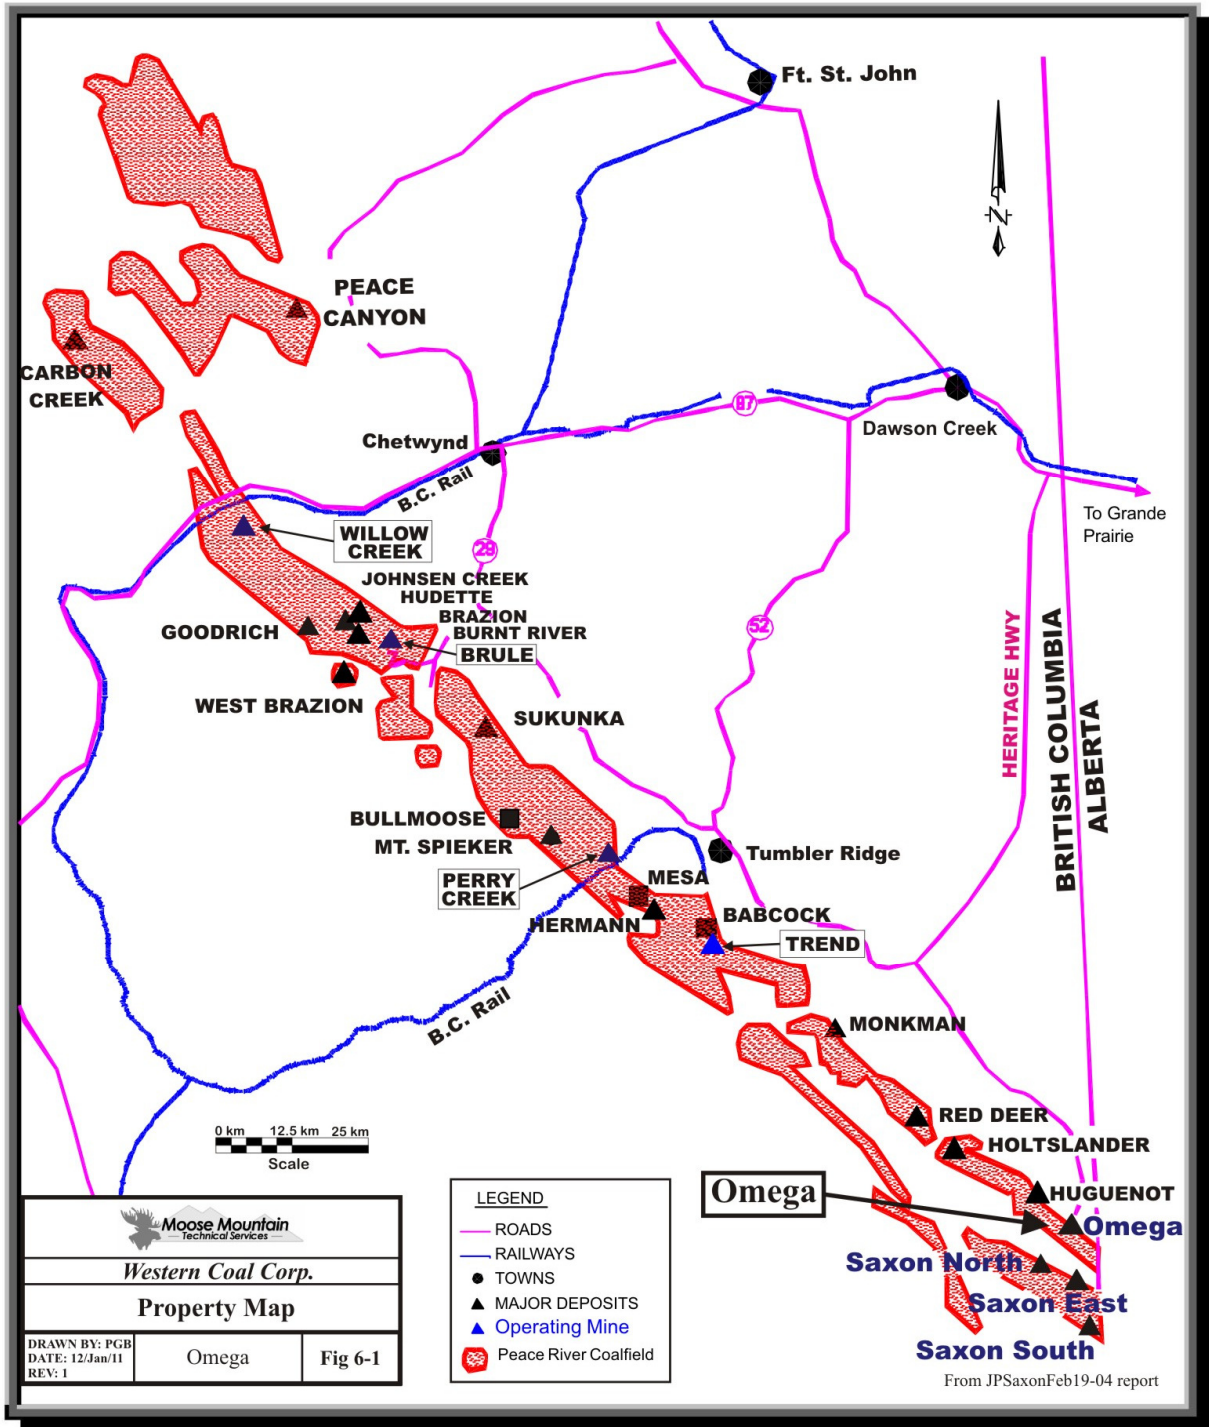 Ft. St. John
N
PEACE
CANYON
CARBON
CREEK
97
Chetwynd
Dawson Creek
B.C. Rail
To Grande
Prairie
WILLOW
CREEK
29
JOHNSEN CREEK
HUDETTE
BRAZION
BURNT RIVER
GOODRICH
BRULE
52
HERITAGE HWY
BRITISH COLUMBIA
ALBERTA
WEST BRAZION
SUKUNKA
BULLMOOSE
MT. SPIEKER
Tumbler Ridge
PERRY
CREEK
MESA
HERMANN
BABCOCK
TREND
B.C. Rail
MONKMAN
RED DEER
HOLTSLANDER
0 km 12.5 km 25 km
Scale
Omega
HUGUENOT
Omega
Saxon North
Saxon East
Saxon South
From JPSaxonFeb19-04 report
LEGEND
ROADS
RAILWAYS
TOWNS
MAJOR DEPOSITS
Operating Mine
Peace River Coalfield
Moose Mountain
Technical Services
Western Coal Corp.
Property Map
DRAWN BY: PGB
DATE: 12/Jan/11
REV: 1
Omega
Fig 6-1